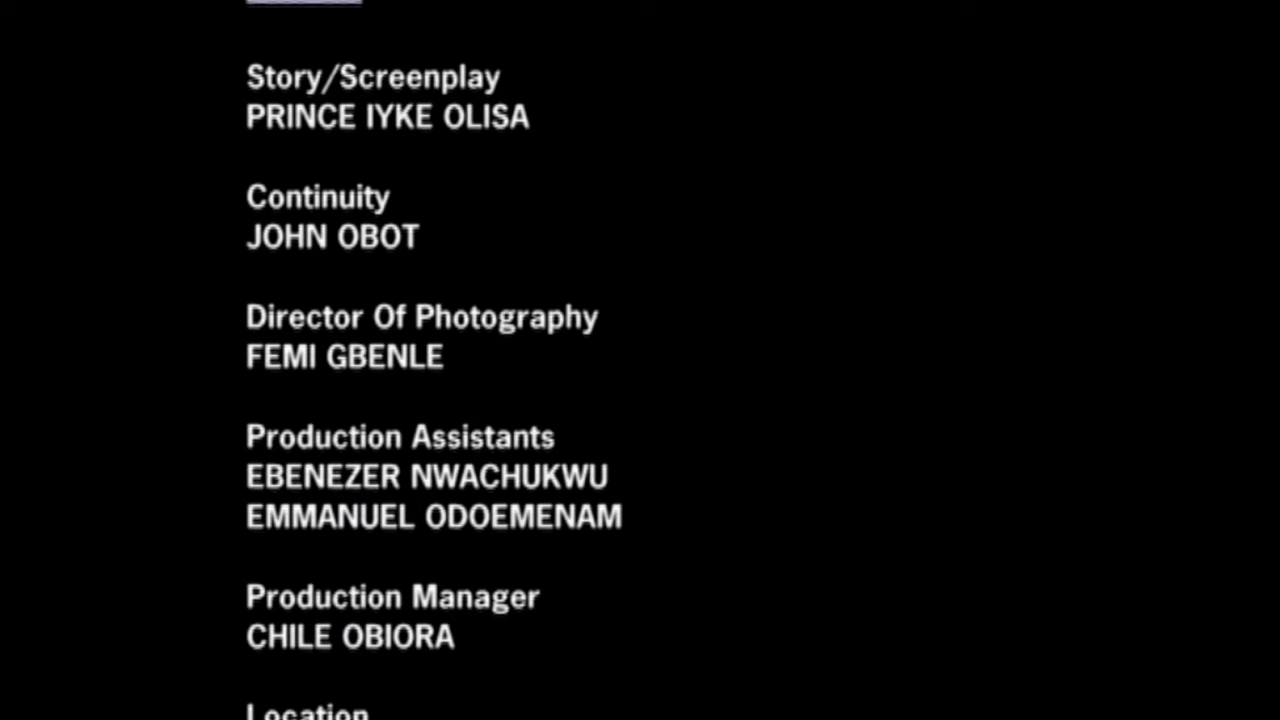 Story/Screenplay
PRINCE IYKE OLISA
Continuity
JOHN OBOT
Director Of Photography
FEMI GBENLE
Production Assistants
EBENEZER NWACHUKWU
EMMANUEL ODOEMENAM
Production Manager
CHILE OBIORA
Location